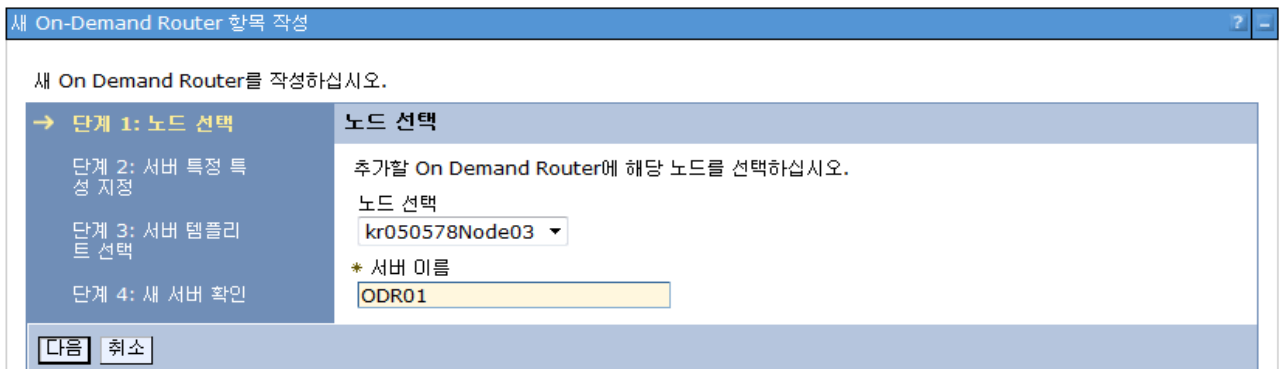 새 On-Demand Router 항목 작성
? –
새 On Demand Router를 작성하십시오.
→ 단계 1: 노드 선택
단계 2: 서버 특정 특
성 지정
단계 3: 서버 템플리
트 선택
단계 4: 새 서버 확인
노드 선택
추가할 On Demand Router에 해당 노드를 선택하십시오.
노드 선택
kr050578Node03
* 서버 이름
ODR01
다음 취소